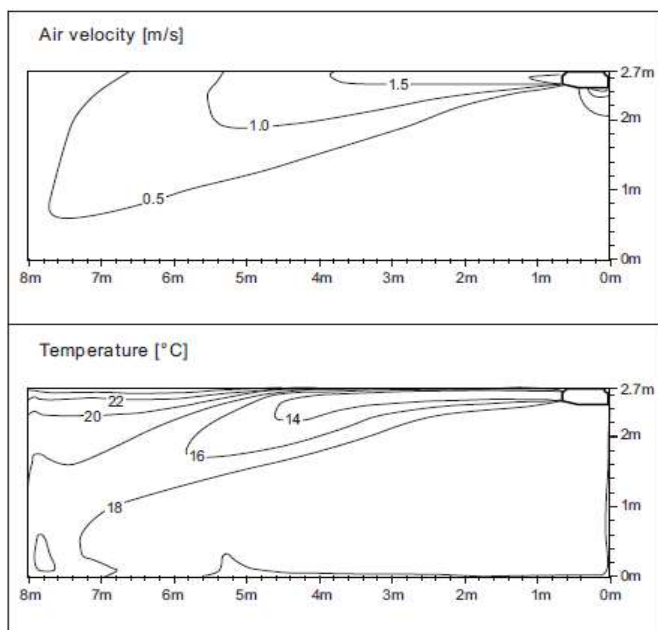 Air velocity [m/s]
2.7m
1.5
2m
1.0
1m
0.5
0m
8m 7m 6m 5m 4m 3m 2m 1m 0m
Temperature [°C]
2.7m
22
20
14
2m
16
18
1m
0m
8m 7m 6m 5m 4m 3m 2m 1m 0m